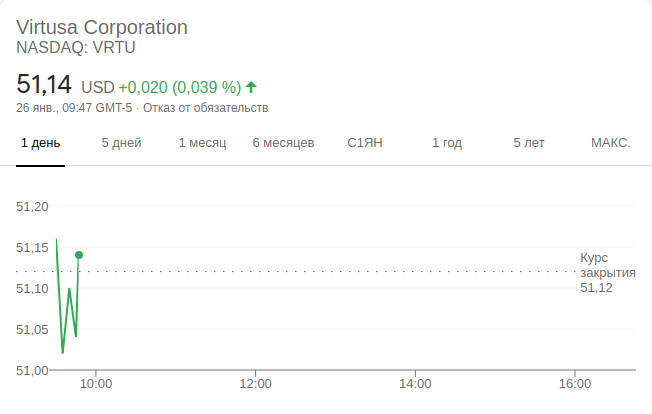 Virtusa Corporation
NASDAQ: VRTU
51,14 USD +0,020 (0,039 %)
26 янв., 09:47 GMT-5 · Отказ от обязательств
1 день 5 дней 1 месяц 6 месяцев С1ЯН 1 год 5 лет МАКС.
51,20
51,15
51,10
51,05
51,00
Курс
закрытия
51,12
10:00 12:00 14:00 16:00